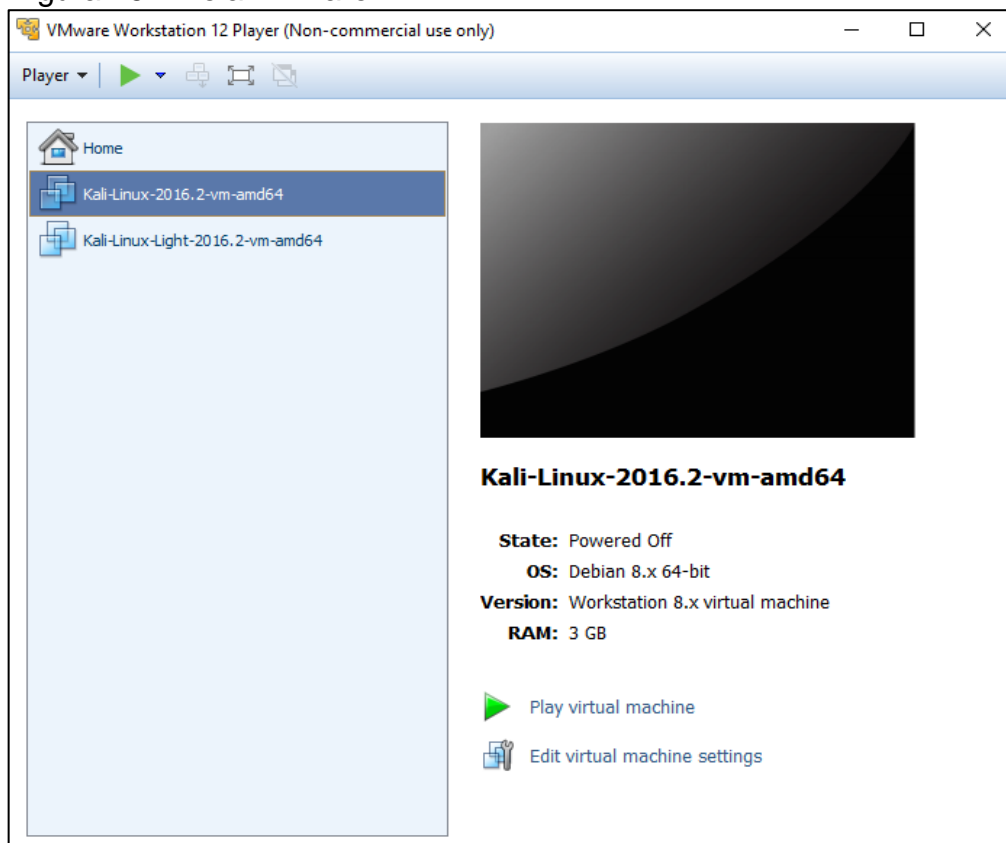 VMware Workstation 12 Player (Non-commercial use only)
Player
Home
Kali-Linux-2016.2-vm-amd64
Kali-Linux-Light-2016.2-vm-amd64
Kali-Linux-2016.2-vm-amd64
State: Powered Off
OS: Debian 8.x 64-bit
Version: Workstation 8.x virtual machine
RAM: 3 GB
Play virtual machine
Edit virtual machine settings